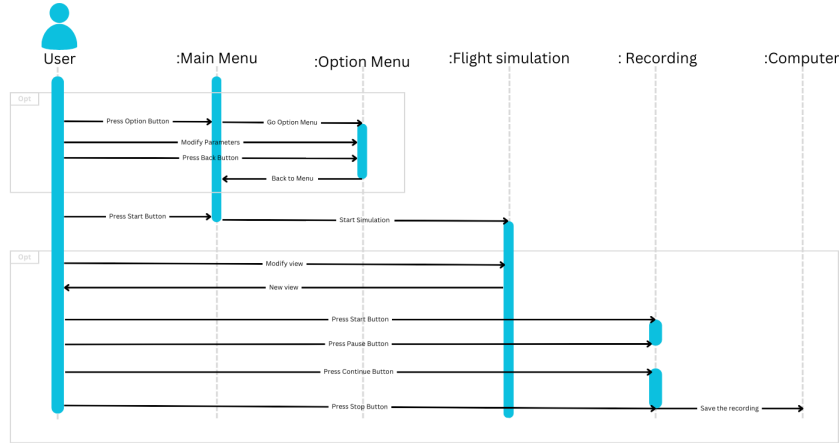 User
:Main Menu
:Option Menu
:Flight simulation
: Recording
:Computer
Opt
Press Option Button
Go Option Menu
Modify Parameters
Press Back Button
Back to Menu
Press Start Button
Start Simulation
Opt
Modify view
New view
Press Start Button
Press Pause Button
Press Continue Button
Press Stop Button
Save the recording